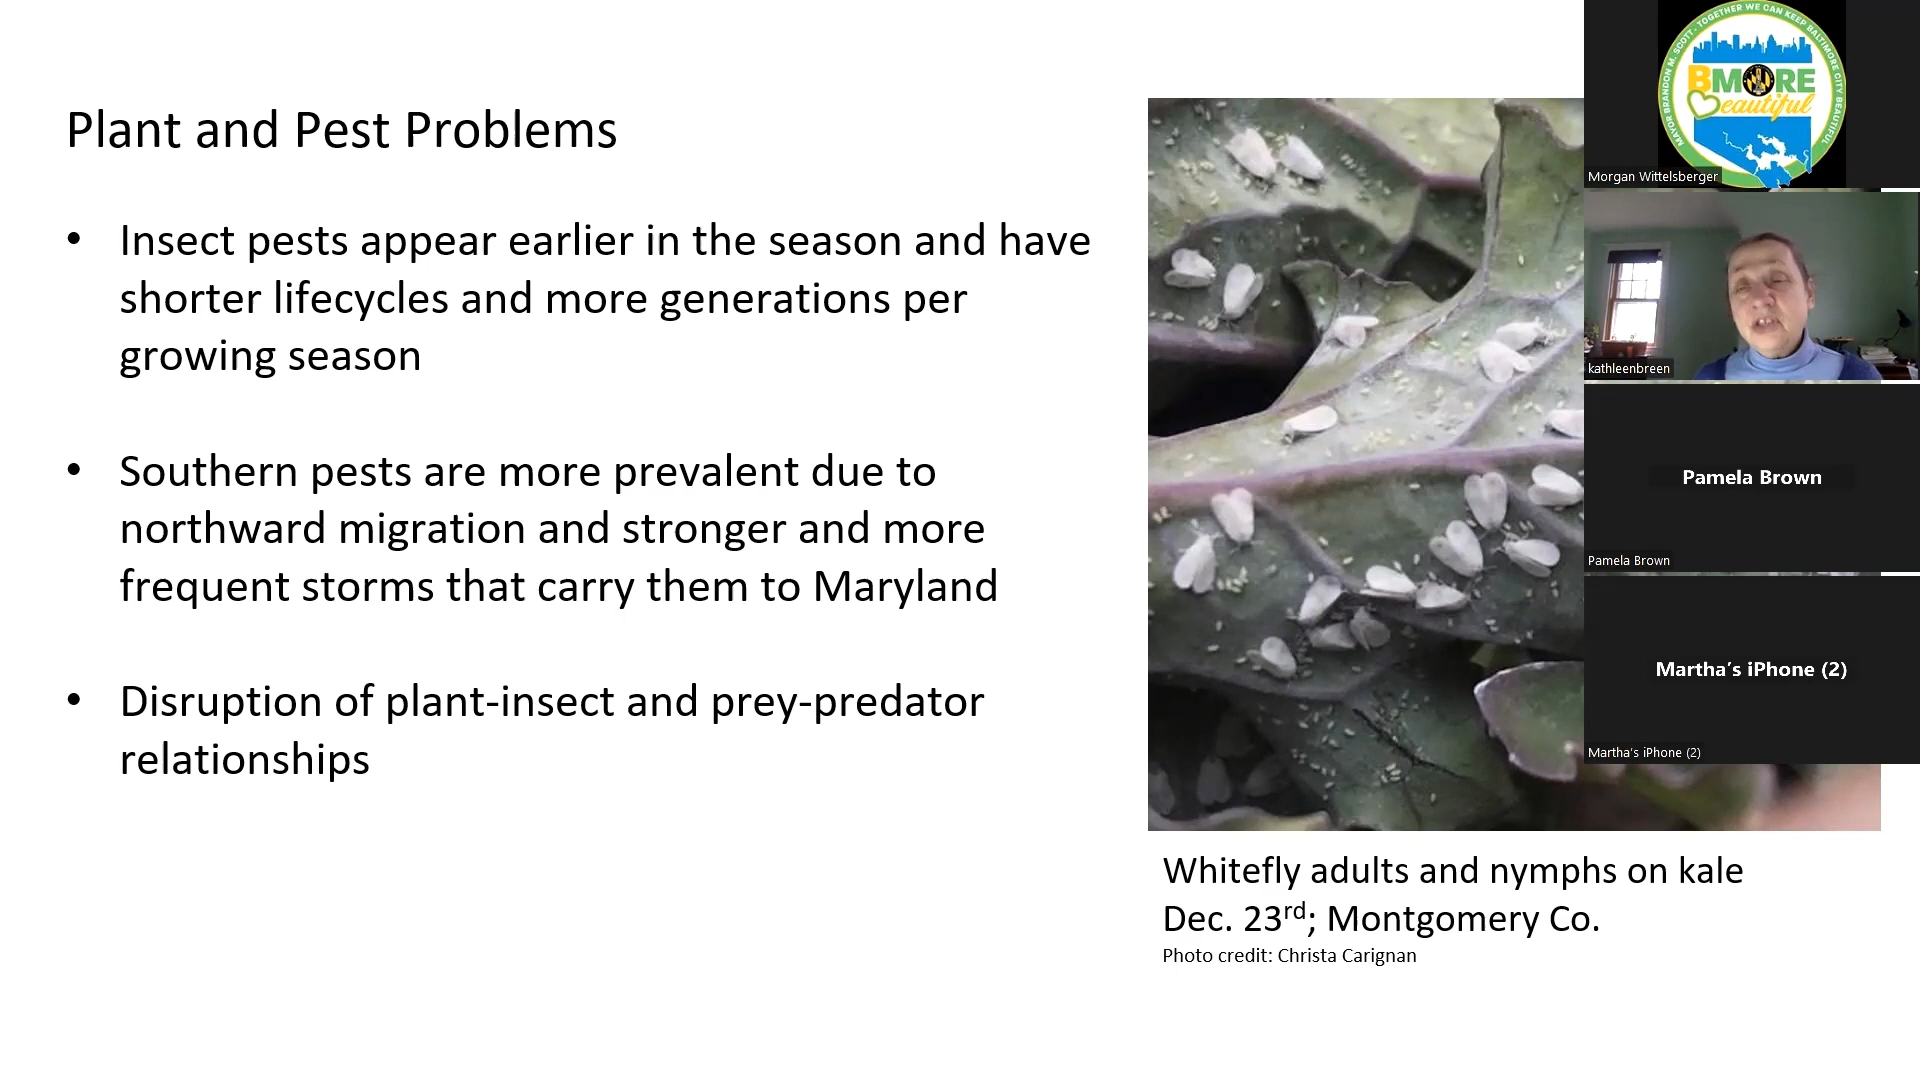 Plant and Pest Problems
• Insect pests appear earlier in the season and have
shorter lifecycles and more generations per
growing season
• Southern pests are more prevalent due to
northward migration and stronger and more
frequent storms that carry them to Maryland
• Disruption of plant-insect and prey-predator
relationships
Whitefly adults and nymphs on kale
Dec. 23rd; Montgomery Co.
Photo credit: Christa Carignan
MAYOR BRANDON M. SCOTT · TOGETHER WE CAN KEEP BALTIMORE CITY BEAUTIFUL
BMORE
Beautiful
Morgan Wittelsberger
kathleenbreen
Pamela Brown
Pamela Brown
Martha's iPhone (2)
Martha's iPhone (2)